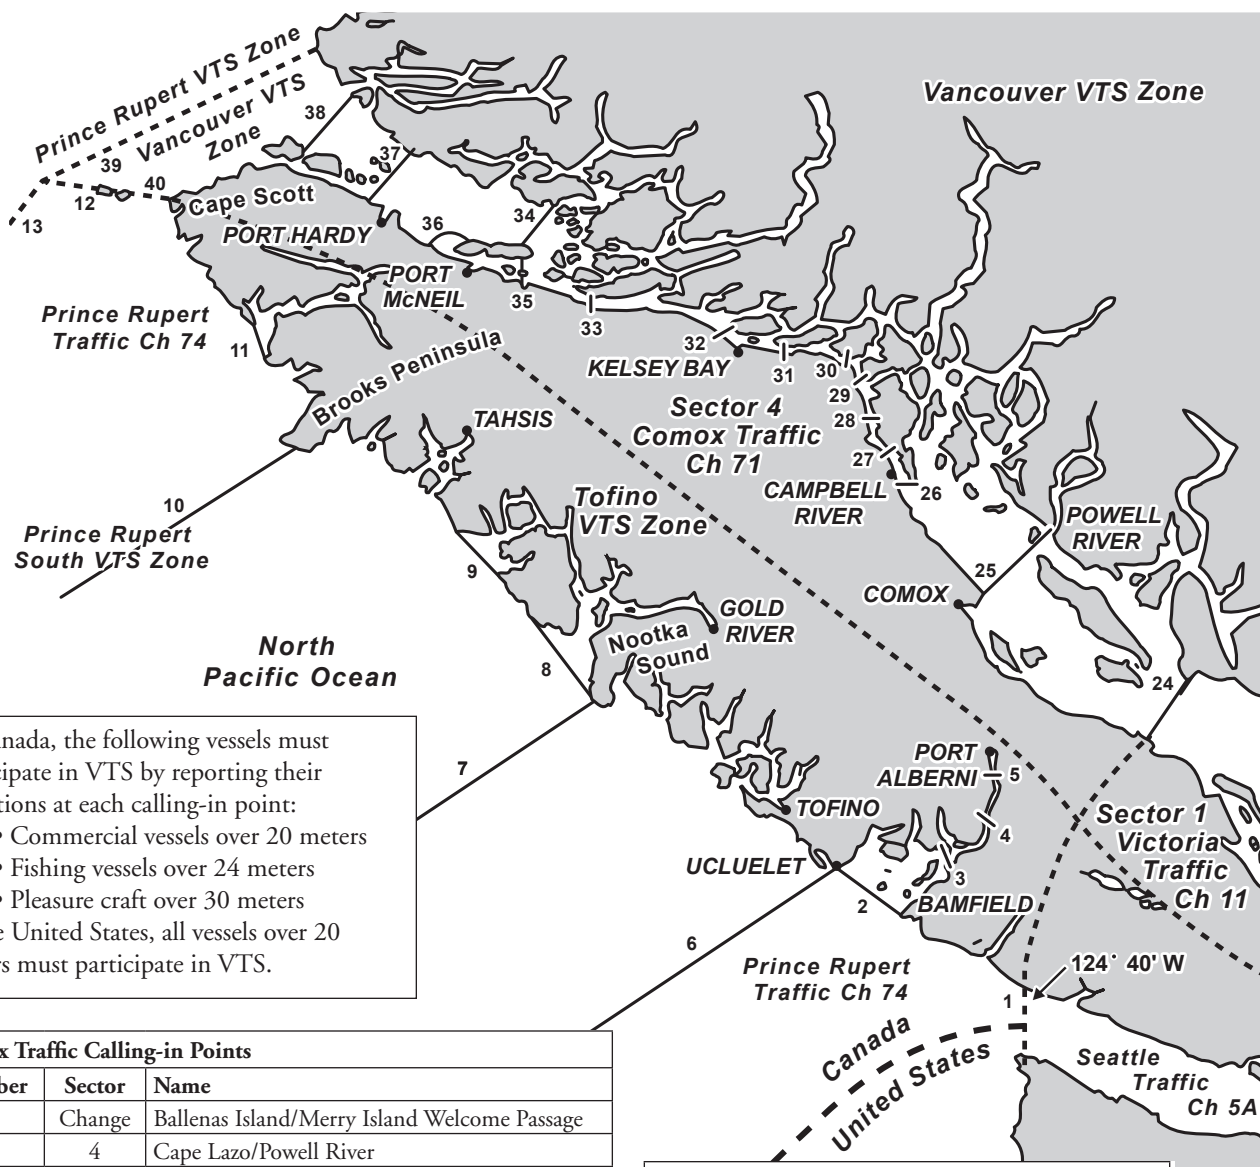 Prince Rupert VTS Zone
Vancouver VTS
Zone
Vancouver VTS Zone
38
39
40
37
12
13
Cape Scott
PORT HARDY
36
34
PORT
McNEIL
35
33
Prince Rupert
Traffic Ch 74
11
32
KELSEY BAY
31
30
29
28
27
26
Brooks Peninsula
Sector 4
Comox Traffic
Ch 71
TAHSIS
CAMPBELL
RIVER
POWELL
RIVER
10
Prince Rupert
South VTS Zone
Tofino
VTS Zone
9
25
COMOX
GOLD
RIVER
Nootka
Sound
North
Pacific Ocean
8
24
7
PORT
ALBERNI
5
4
3
TOFINO
Sector 1
Victoria
Traffic
Ch 11
UCLUELET
2
BAMFIELD
6
Prince Rupert
Traffic Ch 74
124° 40' W
1
Canada
United States
Seattle
Traffic
Ch 5A
the following vessels must
in VTS by reporting their
at each calling-in point:
• Commercial vessels over 20 meters
• Fishing vessels over 24 meters
• Pleasure craft over 30 meters
United States, all vessels over 20
must participate in VTS.
Traffic Calling-in Points
Sector Name
Change Ballenas Island/Merry Island Welcome Passage
4 Cape Lazo/Powell River